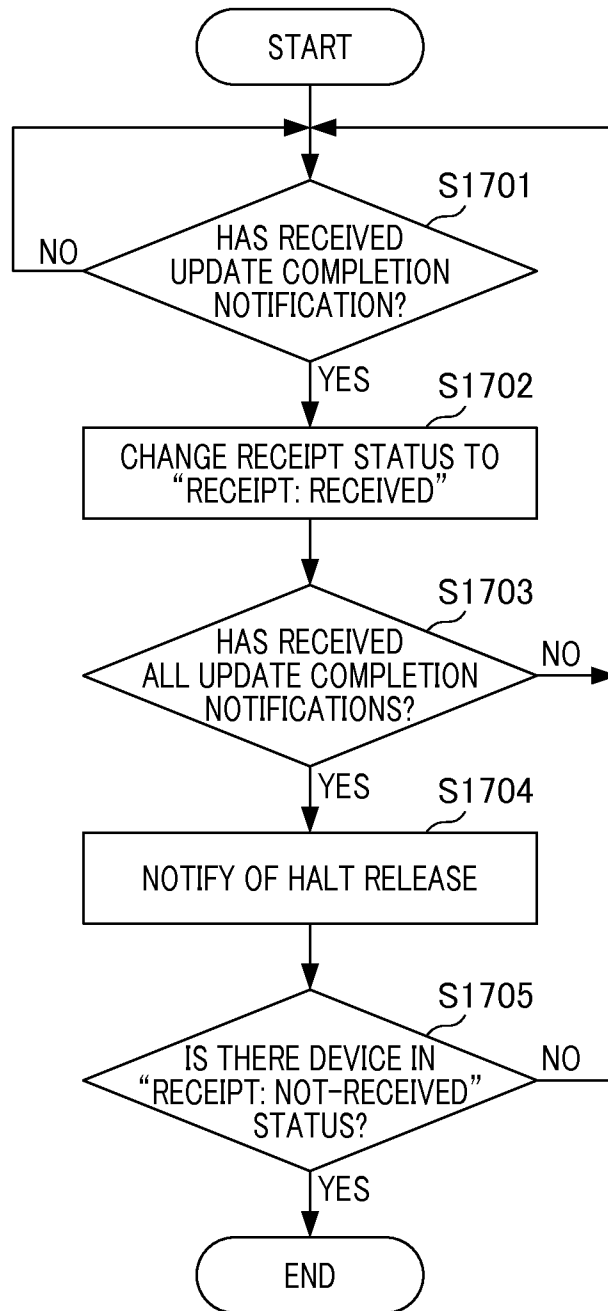 START
S1701
HAS RECEIVED
UPDATE COMPLETION
NOTIFICATION?
NO
YES
S1702
CHANGE RECEIPT STATUS TO
“RECEIPT: RECEIVED”
S1703
HAS RECEIVED
ALL UPDATE COMPLETION
NOTIFICATIONS?
NO
YES
S1704
NOTIFY OF HALT RELEASE
S1705
IS THERE DEVICE IN
“RECEIPT: NOT-RECEIVED”
STATUS?
NO
YES
END